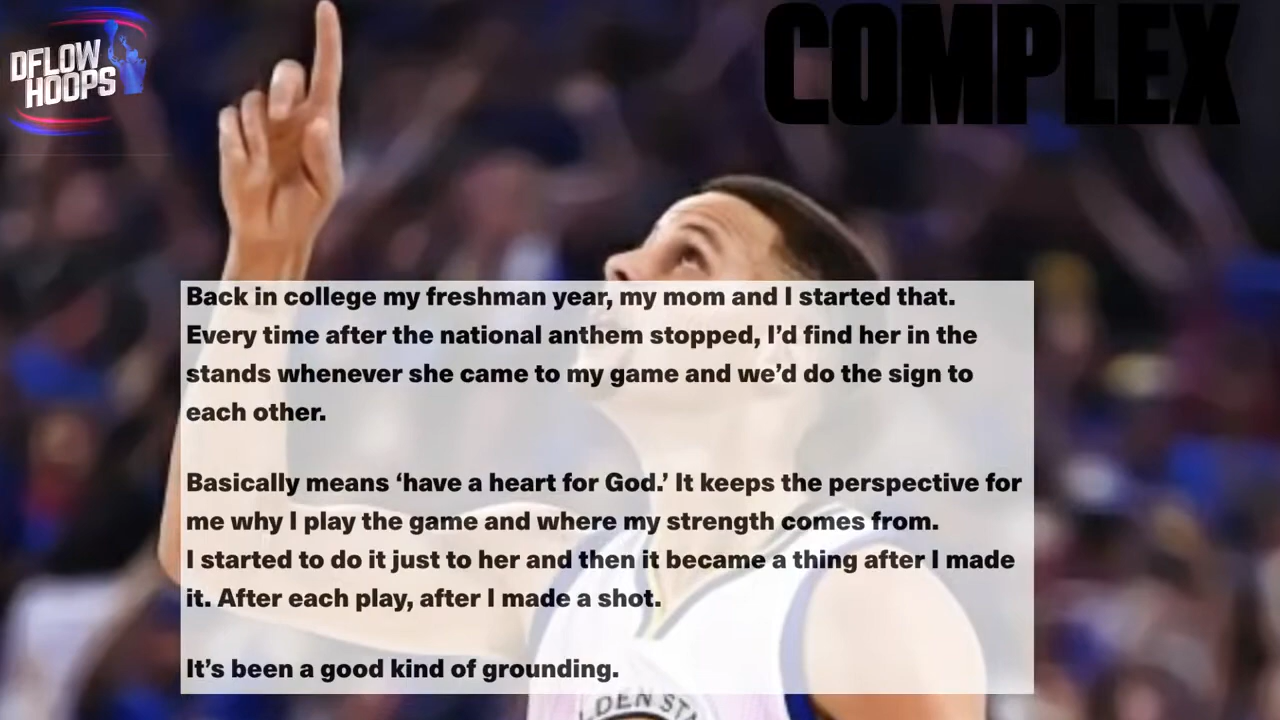 DFLOW
HOOPS
COMPLEX
Back in college my freshman year, my mom and I started that.
Every time after the national anthem stopped, I’d find her in the
stands whenever she came to my game and we’d do the sign to
each other.
Basically means ‘have a heart for God.’ It keeps the perspective for
me why I play the game and where my strength comes from.
I started to do it just to her and then it became a thing after I made
it. After each play, after I made a shot.
It’s been a good kind of grounding.
LDEN STA